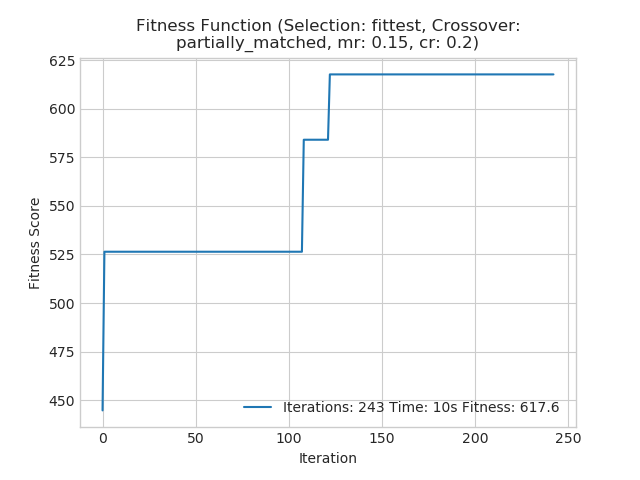 Fitness Function (Selection: fittest, Crossover:
partially_matched, mr: 0.15, cr: 0.2)
625
600
575
550
525
500
475
450
Fitness Score
Iterations: 243 Time: 10s Fitness: 617.6
0 50 100 150 200 250
Iteration